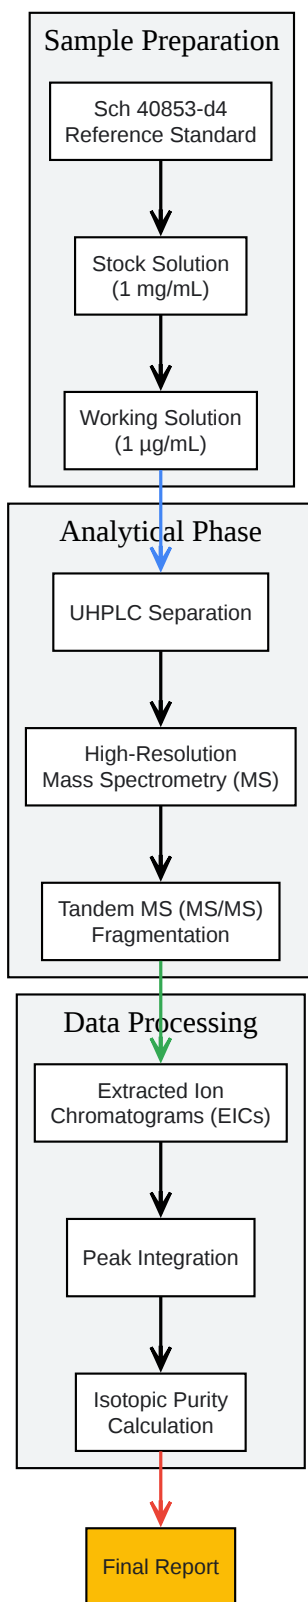 Sample Preparation
Sch 40853-d4
Reference Standard
Stock Solution
(1 mg/mL)
Working Solution
(1 µg/mL)
Analytical Phase
UHPLC Separation
High-Resolution
Mass Spectrometry (MS)
Tandem MS (MS/MS)
Fragmentation
Data Processing
Extracted Ion
Chromatograms (EICs)
Peak Integration
Isotopic Purity
Calculation
Final Report